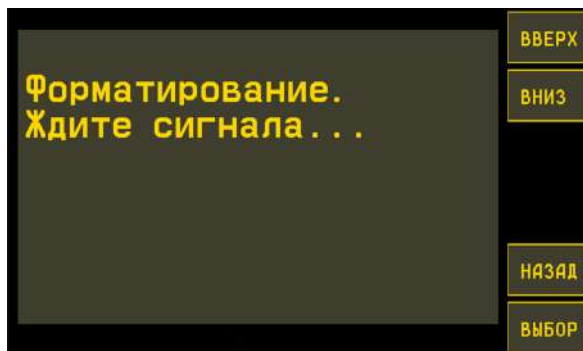 Форматирование.
Ждите сигнала...
ВВЕРХ
ВНИЗ
НАЗАД
ВЫБОР